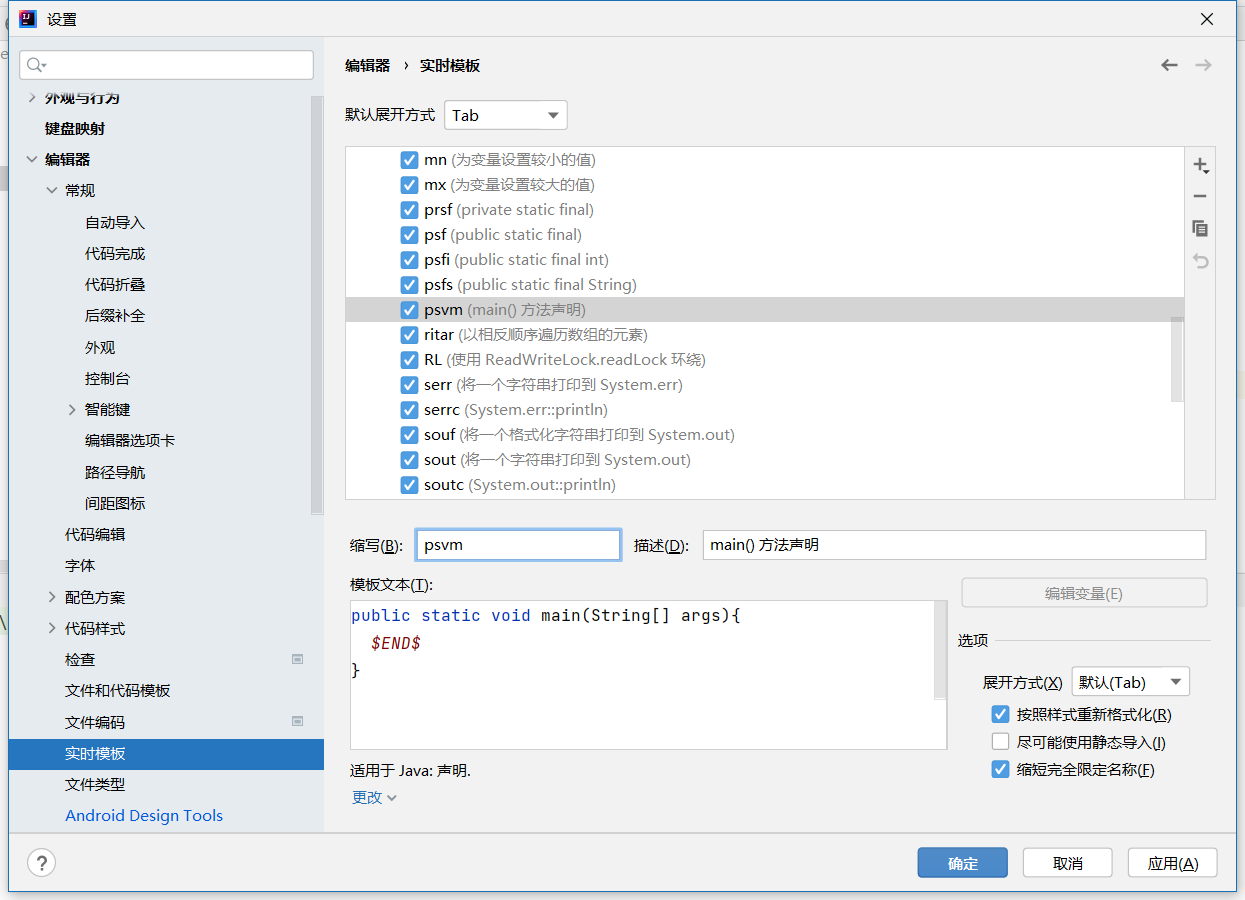 设置
外观与行为
键盘映射
编辑器
常规
自动导入
代码完成
代码折叠
后缀补全
外观
控制台
智能键
编辑器选项卡
路径导航
间距图标
代码编辑
字体
配色方案
代码样式
检查
文件和代码模板
文件编码
实时模板
文件类型
Android Design Tools
编辑器 › 实时模板
默认展开方式 Tab
mn (为变量设置较小的值)
mx (为变量设置较大的值)
prsf (private static final)
psf (public static final)
psfi (public static final int)
psfs (public static final String)
psvm (main() 方法声明)
ritar (以相反顺序遍历数组的元素)
RL (使用 ReadWriteLock.readLock 环绕)
serr (将一个字符串打印到 System.err)
serrc (System.err::println)
souf (将一个格式化字符串打印到 System.out)
sout (将一个字符串打印到 System.out)
soutc (System.out::println)
缩写(B): psvm 描述(D): main() 方法声明
模板文本(T):
public static void main(String[] args){
$END$
}
适用于 Java: 声明.
更改
编辑变量(E)
选项
展开方式(X) 默认(Tab)
按照样式重新格式化(R)
尽可能使用静态导入(I)
缩短完全限定名称(F)
?
确定 取消 应用(A)